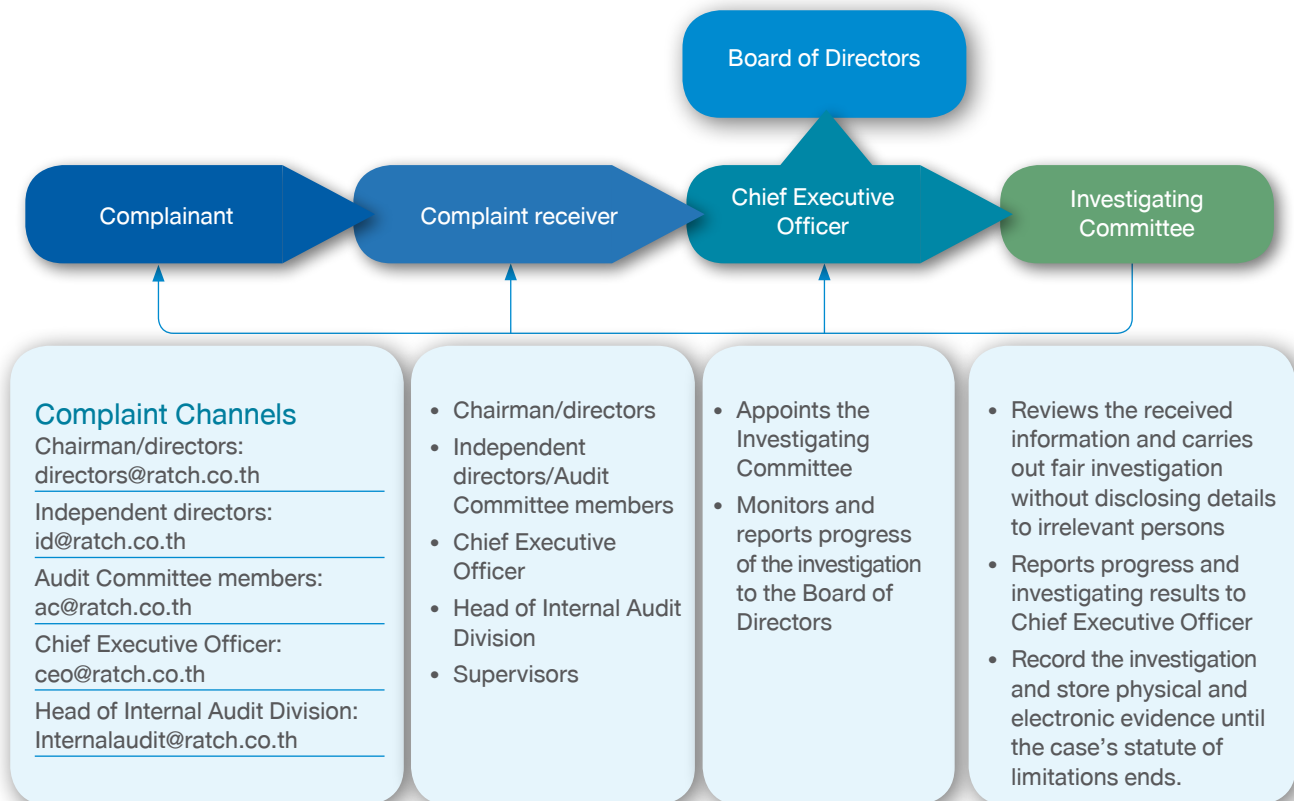 Board of Directors
Complainant
Complaint receiver
Chief Executive
Officer
Investigating
Committee
Complaint Channels
Chairman/directors:
directors@ratch.co.th
Independent directors:
id@ratch.co.th
Audit Committee members:
ac@ratch.co.th
Chief Executive Officer:
ceo@ratch.co.th
Head of Internal Audit Division:
Internalaudit@ratch.co.th
• Chairman/directors
• Independent
directors/Audit
Committee members
• Chief Executive
Officer
• Head of Internal Audit
Division
• Supervisors
• Appoints the
Investigating
Committee
• Monitors and
reports progress
of the investigation
to the Board of
Directors
• Reviews the received
information and carries
out fair investigation
without disclosing details
to irrelevant persons
• Reports progress and
investigating results to
Chief Executive Officer
• Record the investigation
and store physical and
electronic evidence until
the case's statute of
limitations ends.